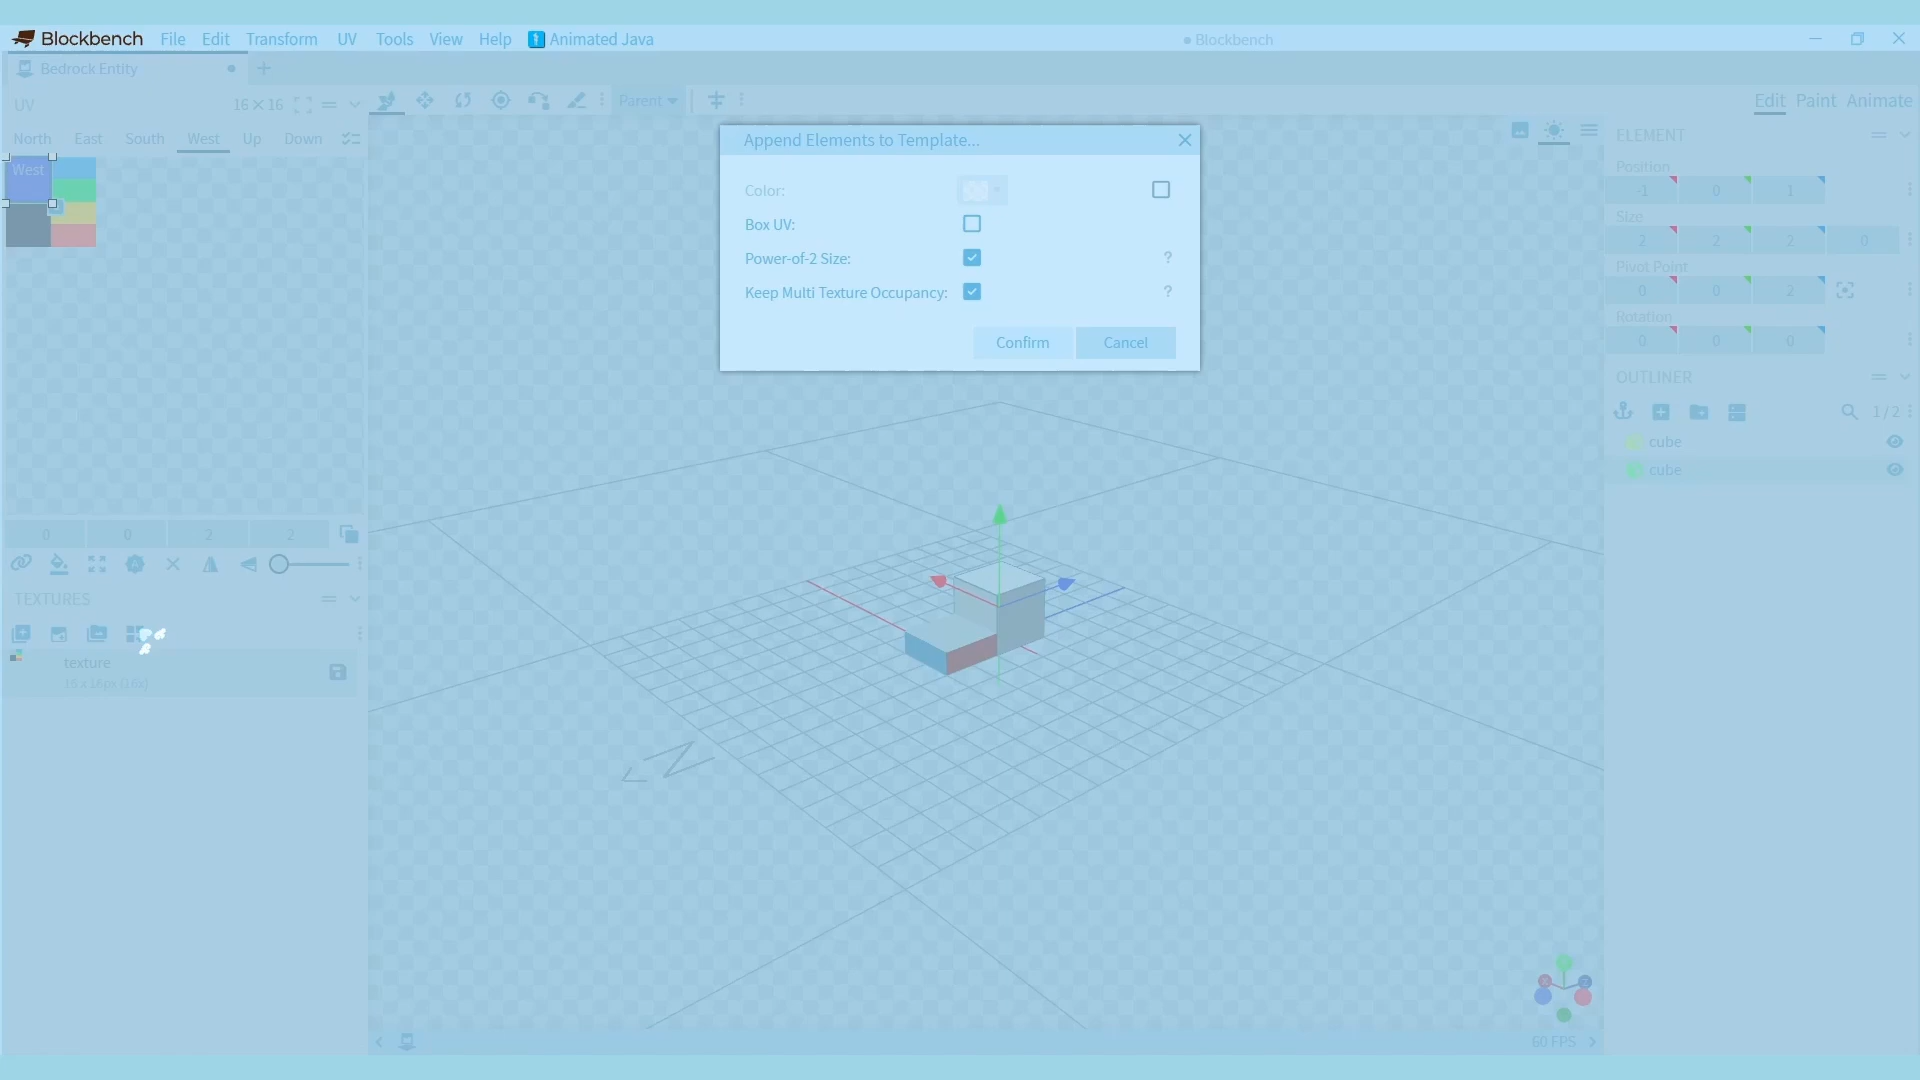 Blockbench File Edit Transform UV Tools View Help Animated Java
● Blockbench
Bedrock Entity
UV
16 × 16
North East South West Up Down
West
0 0 2 2
TEXTURES
texture
16 x 16px (16x)
Parent
Edit Paint Animate
Append Elements to Template...
Color:
Box UV:
Power-of-2 Size:
?
Keep Multi Texture Occupancy:
?
Confirm
Cancel
ELEMENT
Position
-1 0 1
Size
2 2 2 0
Pivot Point
0 0 2
Rotation
0 0 0
OUTLINER
1 / 2
cube
cube
N
60 FPS